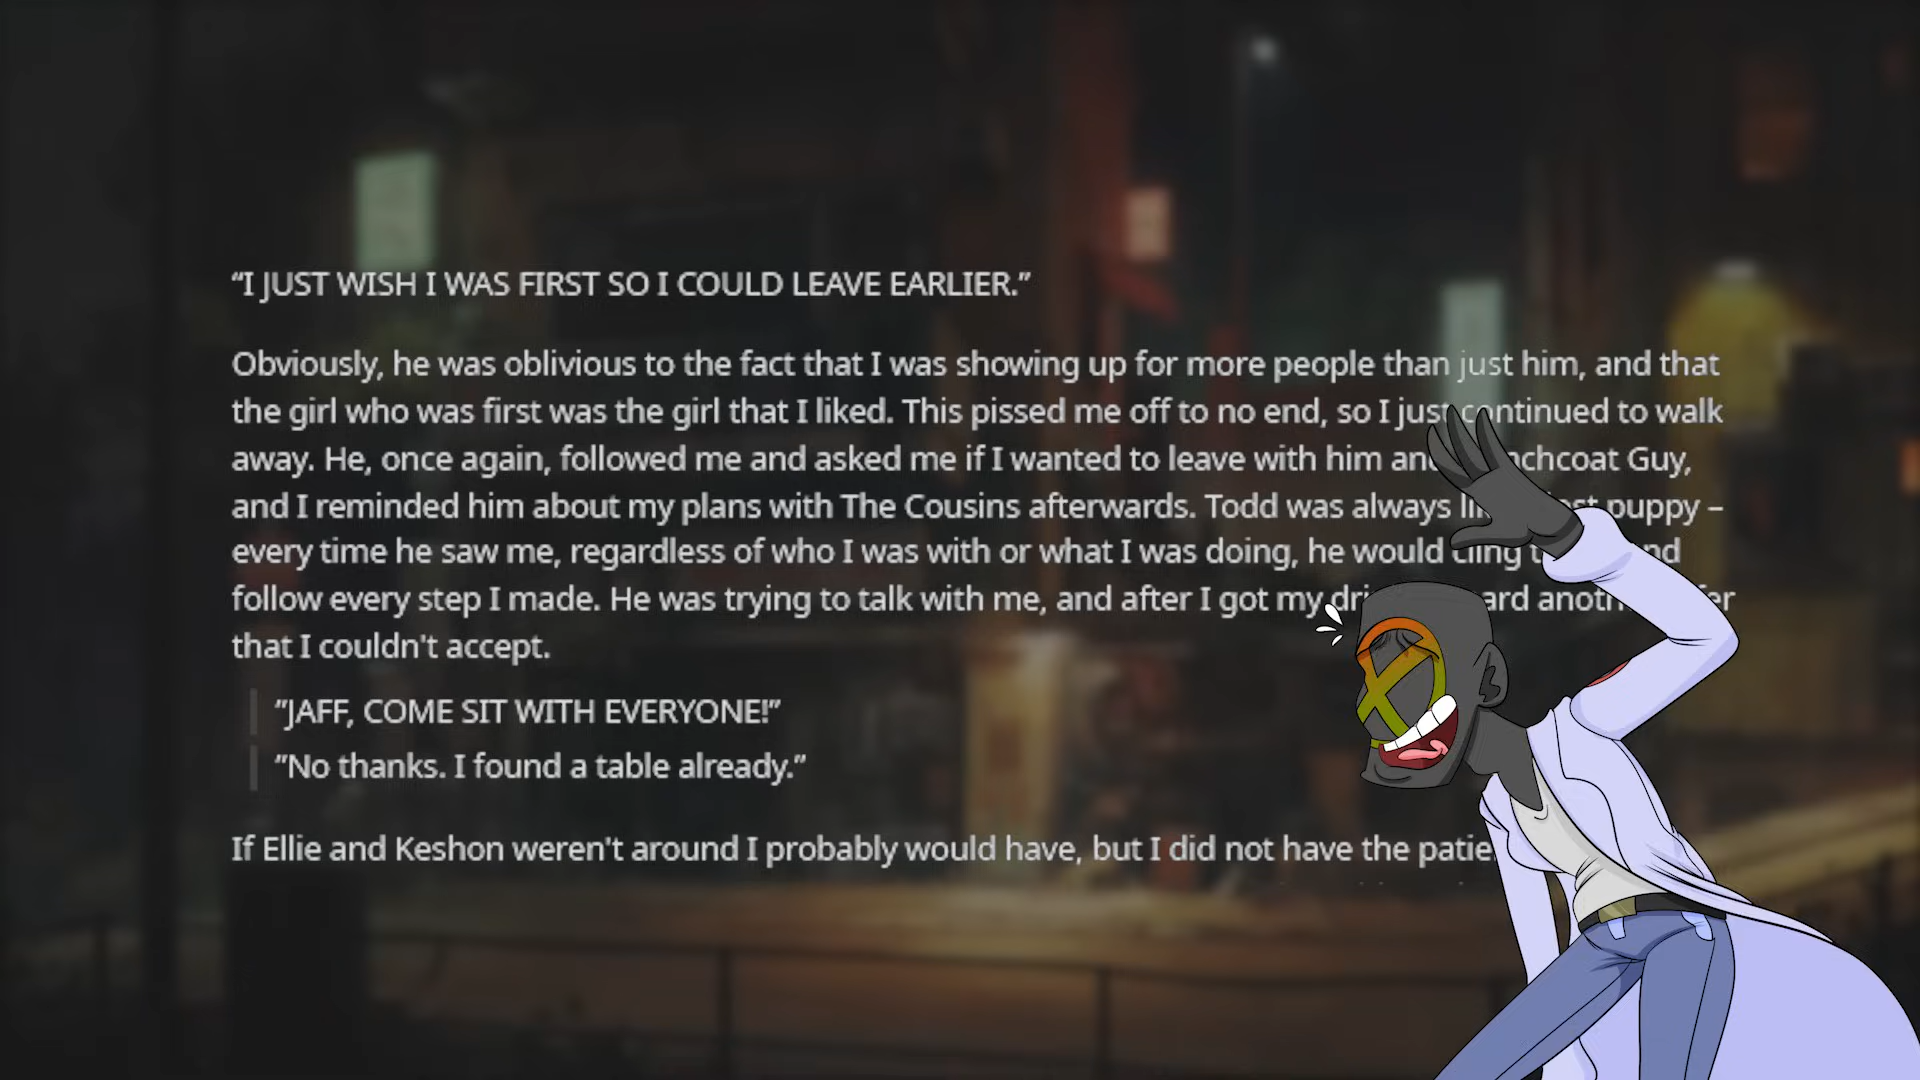 “I JUST WISH I WAS FIRST SO I COULD LEAVE EARLIER.”
Obviously, he was oblivious to the fact that I was showing up for more people than just him, and that
the girl who was first was the girl that I liked. This pissed me off to no end, so I just continued to walk
away. He, once again, followed me and asked me if I wanted to leave with him and nchcoat Guy,
and I reminded him about my plans with The Cousins afterwards. Todd was always puppy –
every time he saw me, regardless of who I was with or what I was doing, he would cling
follow every step I made. He was trying to talk with me, and after I got my
that I couldn't accept.
“JAFF, COME SIT WITH EVERYONE!”
“No thanks. I found a table already.”
If Ellie and Keshon weren't around I probably would have, but I did not have the